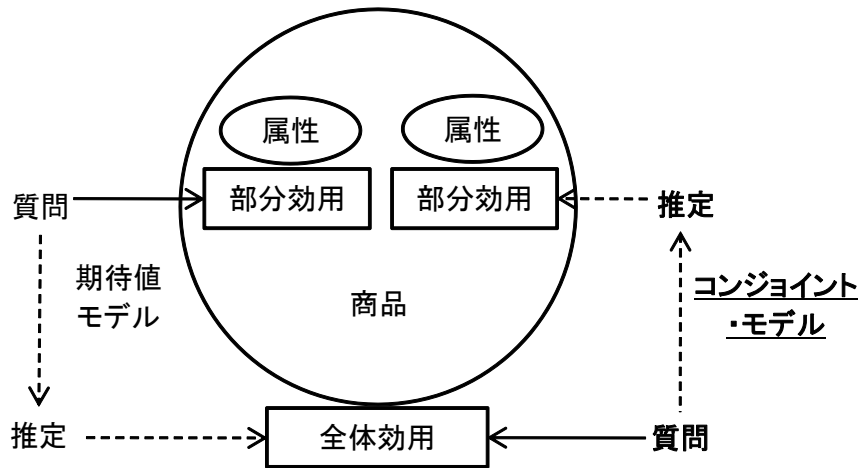 属性
属性
質問
部分効用
部分効用
推定
期待値
モデル
商品
コンジョイント
・モデル
推定
全体効用
質問